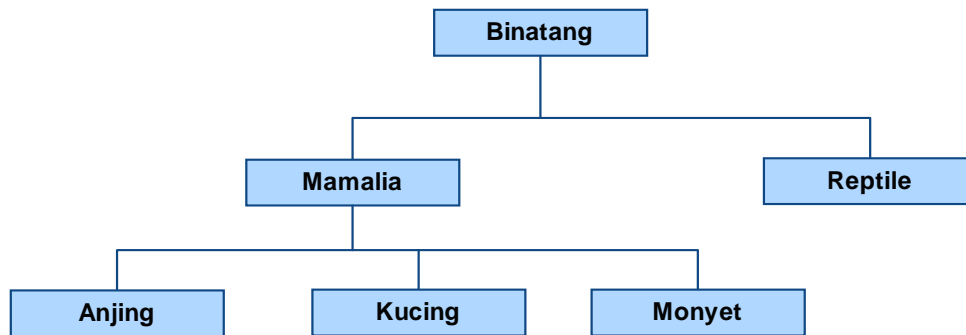 Binatang
Mamalia
Reptile
Anjing
Kucing
Monyet